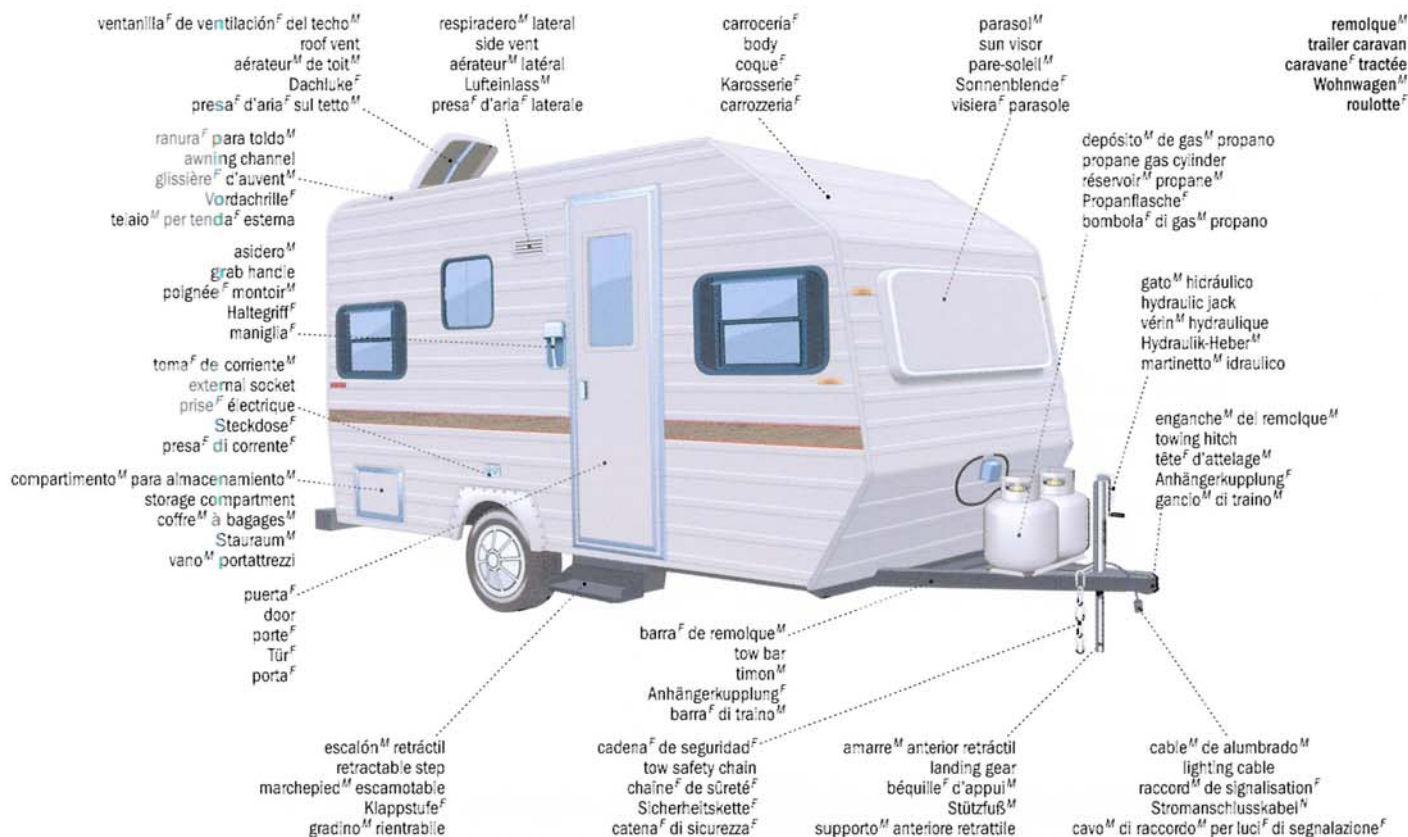 ventanilla^F de ventilación^F del techo^M
roof vent
aérateur^M de toit^M
Dachluke^F
presa^F d'aria^F sul tetto^M
respiradero^M lateral
side vent
aérateur^M latéral
Lufteinlass^M
presa^F d'aria^F laterale
carrocería^F
body
coque^F
Karosserie^F
carrozzeria^F
parasol^M
sun visor
pare-soleil^M
Sonnenblende^F
visiera^F parasole
remolque^M
trailer caravan
caravane^F tractée
Wohnwagen^M
roulotte^F
ranura^F para toldo^M
awning channel
glissière^F d'auvent^M
Vordachrille^F
telaio^M per tenda^F esterna
depósito^M de gas^M propano
propane gas cylinder
réservoir^M propane^M
Propanflasche^F
bombola^F di gas^M propano
asidero^M
grab handle
poignée^F montoir^M
Haltegriff^F
maniglia^F
gato^M hidráulico
hydraulic jack
vérin^M hydraulique
Hydraulik-Heber^M
martinetto^M idraulico
toma^F de corriente^M
external socket
prise^F électrique
Steckdose^F
presa^F di corrente^F
enganche^M del remolque^M
towing hitch
tête^F d'attelage^M
Anhängerkupplung^F
gancio^M di traino^M
compartimento^M para almacenamiento^M
storage compartment
coffre^M à bagages^M
Stauraum^M
vano^M portattrezzi
puerta^F
door
porte^F
Tür^F
porta^F
barra^F de remolque^M
tow bar
timon^M
Anhängerkupplung^F
barra^F di traino^M
escalón^M retráctil
retractable step
marchepied^M escamotable
Klappstufe^F
gradino^M rientrabile
cadena^F de seguridad^F
tow safety chain
chaîne^F de sûreté^F
Sicherheitskette^F
catena^F di sicurezza^F
amarre^M anterior retráctil
landing gear
béquille^F d'appui^M
Stützfuß^M
supporto^M anteriore retrattile
cable^M de alumbrado^M
lighting cable
raccord^M de signalisation^F
Stromanschlusskabel^N
cavo^M di raccordo^M per luci^F di segnalazione^F